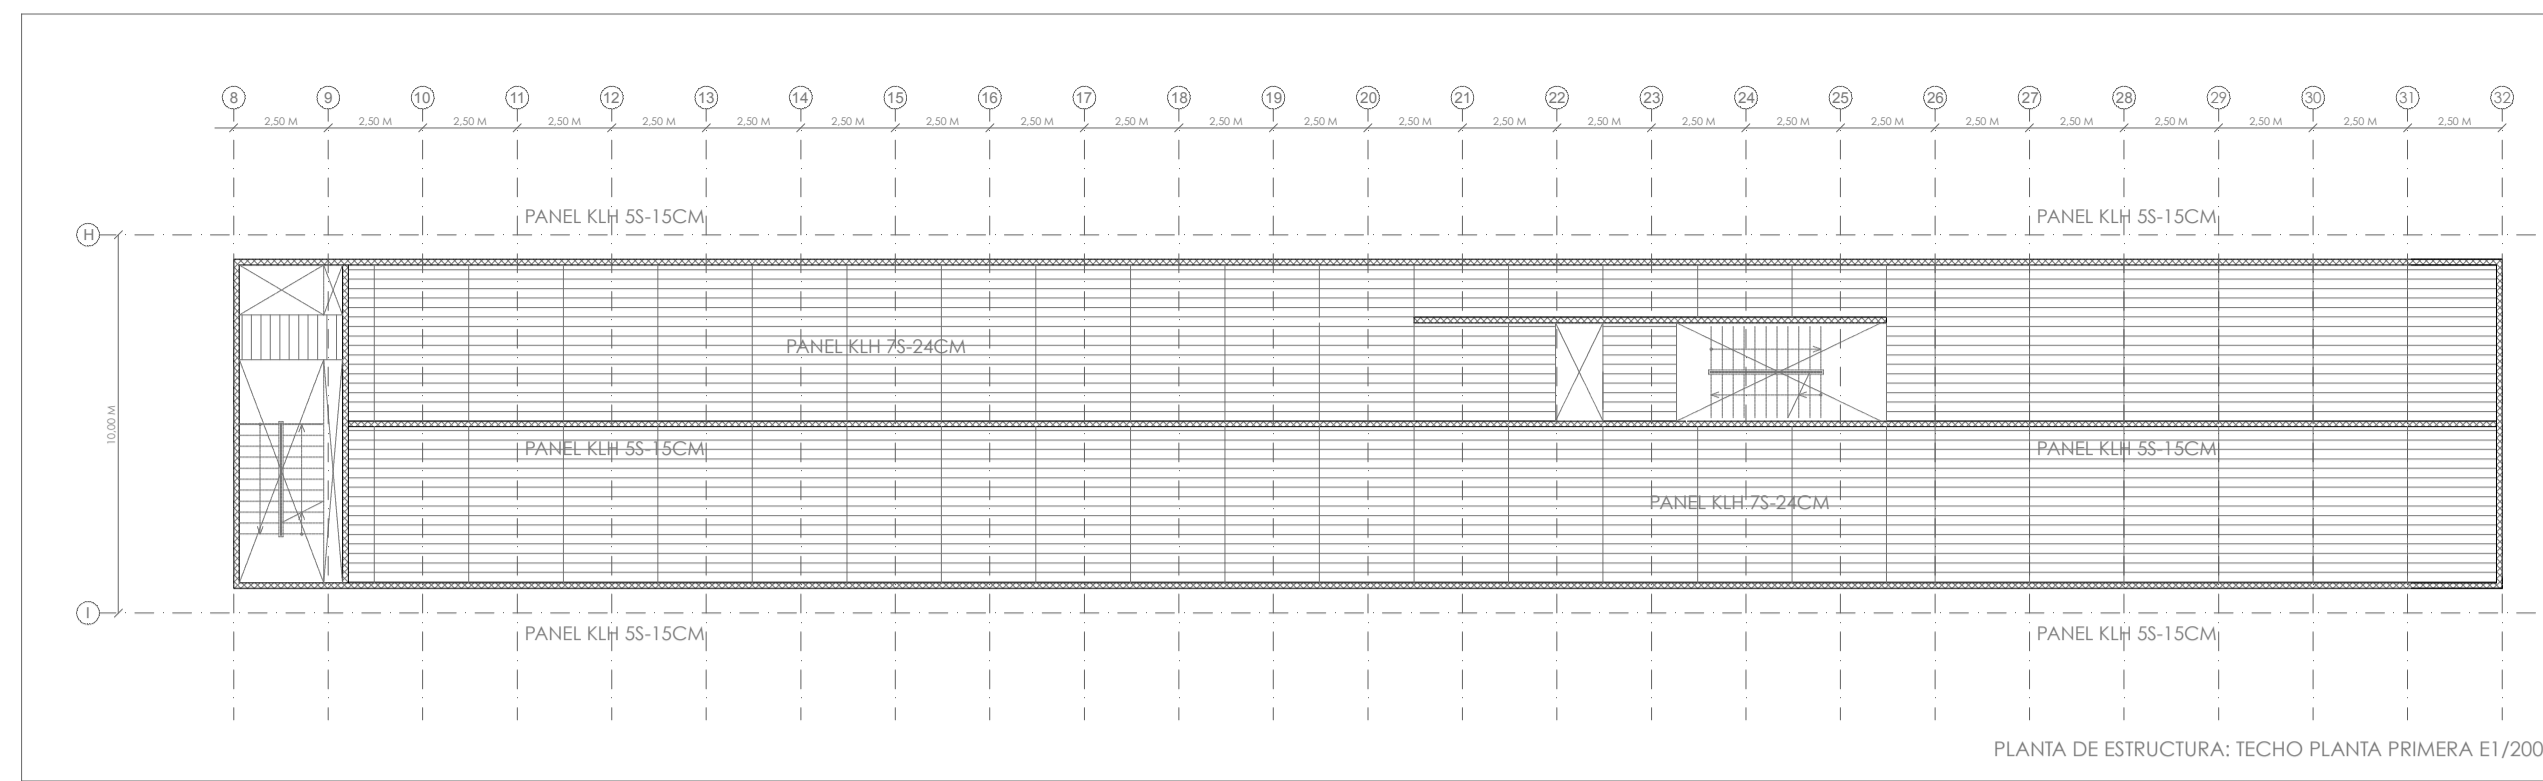 8 9 10 11 12 13 14 15 16 17 18 19 20 21 22 23 24 25 26 27 28 29 30 31 32
2,50 M 2,50 M 2,50 M 2,50 M 2,50 M 2,50 M 2,50 M 2,50 M 2,50 M 2,50 M 2,50 M 2,50 M 2,50 M 2,50 M 2,50 M 2,50 M 2,50 M 2,50 M 2,50 M 2,50 M 2,50 M 2,50 M 2,50 M 2,50 M
PANEL KLH 5S-15CM PANEL KLH 5S-15CM
H
PANEL KLH 7S-24CM
10,00 M
PANEL KLH 5S-15CM PANEL KLH 5S-15CM
PANEL KLH 7S-24CM
I
PANEL KLH 5S-15CM PANEL KLH 5S-15CM
PLANTA DE ESTRUCTURA: TECHO PLANTA PRIMERA E1/200